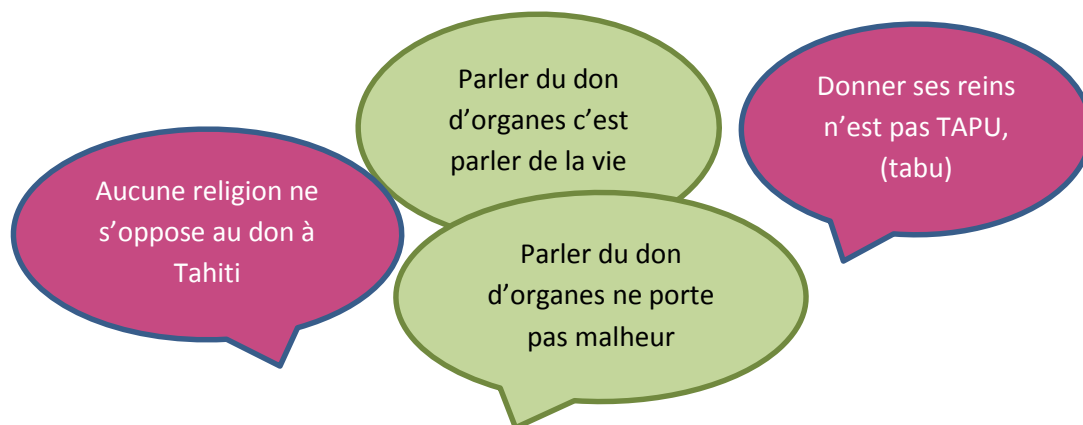 Parler du don
d’organes c’est
parler de la vie
Donner ses reins
n’est pas TAPU,
(tabu)
Aucune religion ne
s’oppose au don à
Tahiti
Parler du don
d’organes ne porte
pas malheur